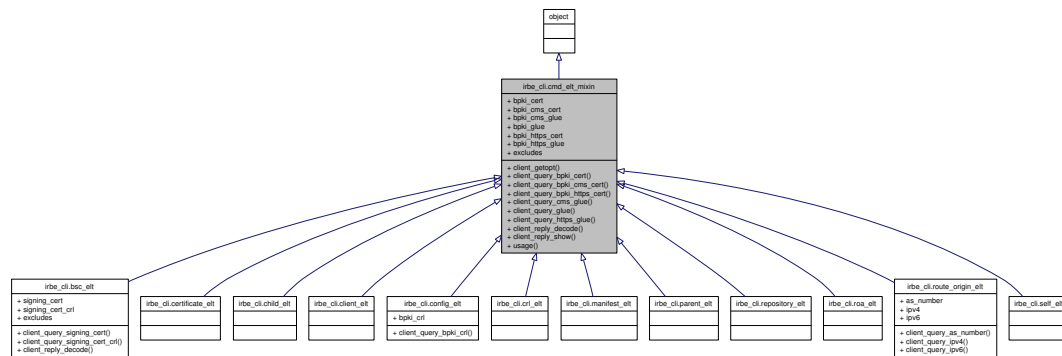 object
irbe_cli.cmd_elt_mixin
+ bpki_cert
+ bpki_cms_cert
+ bpki_cms_glue
+ bpki_glue
+ bpki_https_cert
+ bpki_https_glue
+ excludes
+ client_getopt()
+ client_query_bpki_cert()
+ client_query_bpki_cms_cert()
+ client_query_bpki_https_cert()
+ client_query_cms_glue()
+ client_query_glue()
+ client_query_https_glue()
+ client_reply_decode()
+ client_reply_show()
+ usage()
irbe_cli.bsc_elt
+ signing_cert
+ signing_cert_crl
+ excludes
+ client_query_signing_cert()
+ client_query_signing_cert_crl()
+ client_reply_decode()
irbe_cli.certificate_elt
irbe_cli.child_elt
irbe_cli.client_elt
irbe_cli.config_elt
+ bpki_crl
+ client_query_bpki_crl()
irbe_cli.crl_elt
irbe_cli.manifest_elt
irbe_cli.parent_elt
irbe_cli.repository_elt
irbe_cli.roa_elt
irbe_cli.route_origin_elt
+ as_number
+ ipv4
+ ipv6
+ client_query_as_number()
+ client_query_ipv4()
+ client_query_ipv6()
irbe_cli.self_elt